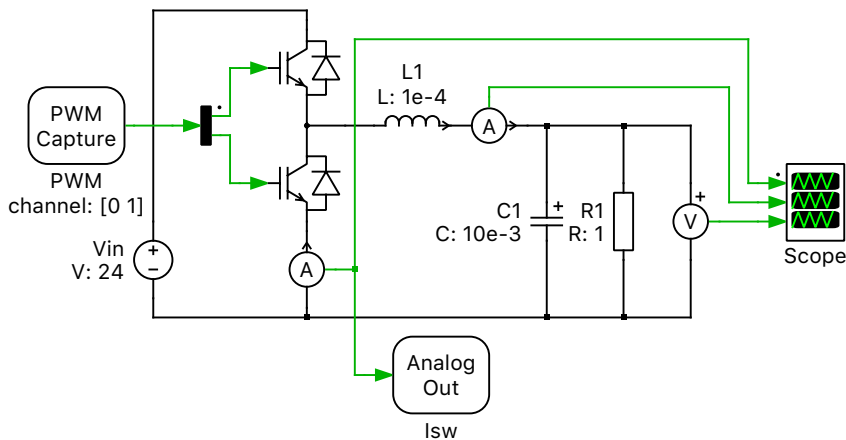 PWM
Capture
PWM
channel: [0 1]
Vin
V: 24
+
−
A
L1
L: 1e-4
A
C1
C: 10e-3
+
R1
R: 1
V
+
Scope
Analog
Out
Isw